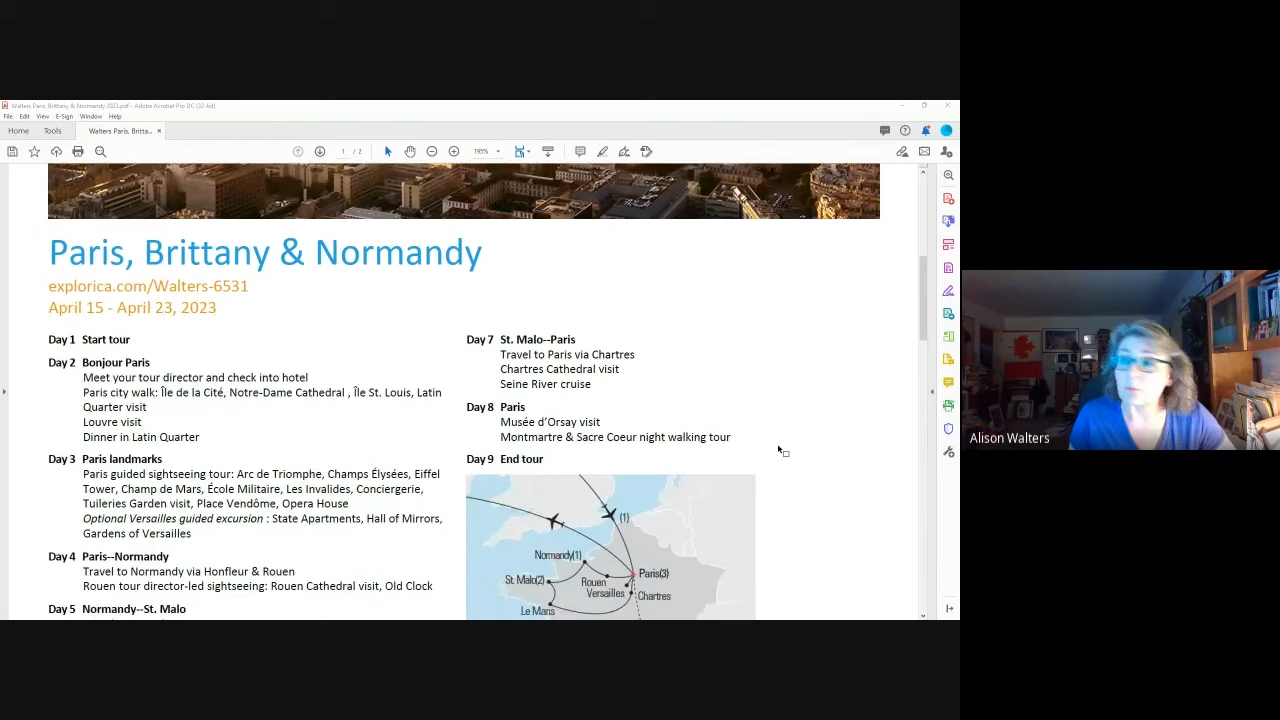 Walters Paris, Brittany & Normandy 2023.pdf - Adobe Acrobat Pro DC (32-bit)
File Edit View E-Sign Window Help
Home Tools Walters Paris, Britta... ×
1 / 2 195%
Paris, Brittany & Normandy
explorica.com/Walters-6531
April 15 - April 23, 2023
Day 1 Start tour
Day 2 Bonjour Paris
Meet your tour director and check into hotel
Paris city walk: Île de la Cité, Notre-Dame Cathedral , Île St. Louis, Latin
Quarter visit
Louvre visit
Dinner in Latin Quarter
Day 3 Paris landmarks
Paris guided sightseeing tour: Arc de Triomphe, Champs Élysées, Eiffel
Tower, Champ de Mars, École Militaire, Les Invalides, Conciergerie,
Tuileries Garden visit, Place Vendôme, Opera House
Optional Versailles guided excursion : State Apartments, Hall of Mirrors,
Gardens of Versailles
Day 4 Paris--Normandy
Travel to Normandy via Honfleur & Rouen
Rouen tour director-led sightseeing: Rouen Cathedral visit, Old Clock
Day 5 Normandy--St. Malo
Day 7 St. Malo--Paris
Travel to Paris via Chartres
Chartres Cathedral visit
Seine River cruise
Day 8 Paris
Musée d'Orsay visit
Montmartre & Sacre Coeur night walking tour
Day 9 End tour
(1)
Normandy(1)
Paris(3)
St. Malo(2)
Rouen
Versailles
Chartres
Le Mans
Alison Walters